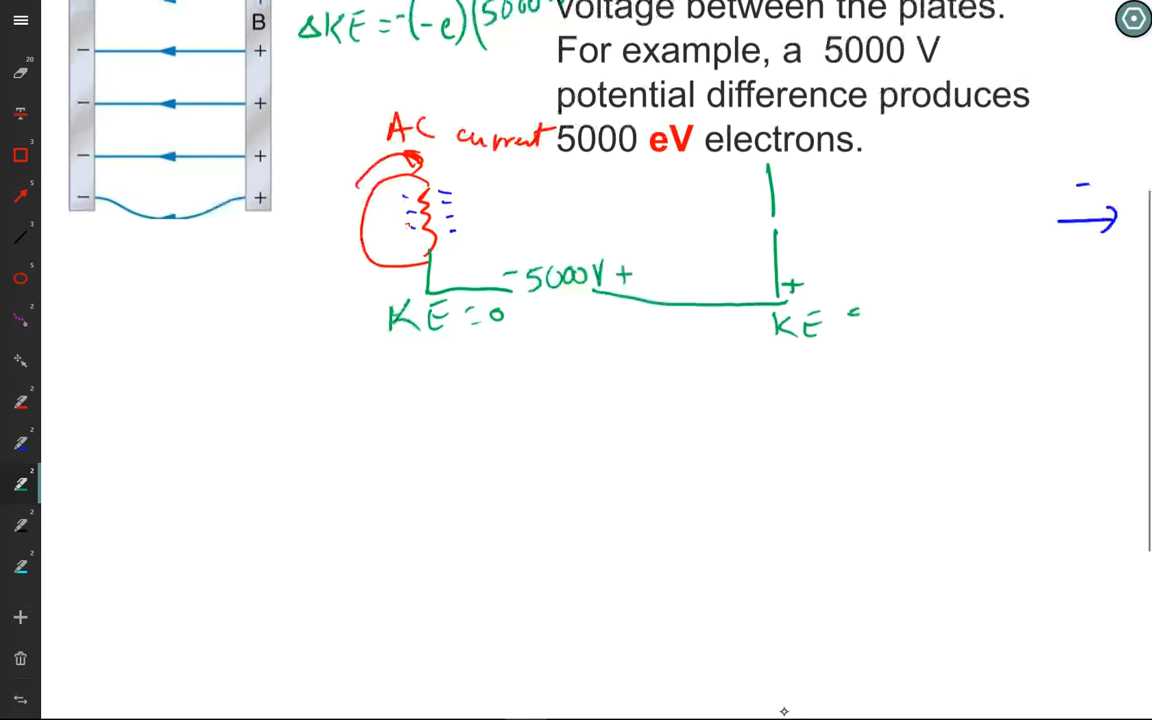 B
ΔKE = -(-e)(5000
voltage between the plates.
For example, a 5000 V
potential difference produces
5000 eV electrons.
AC current
- 5000V +
+
KE = 0
KE =